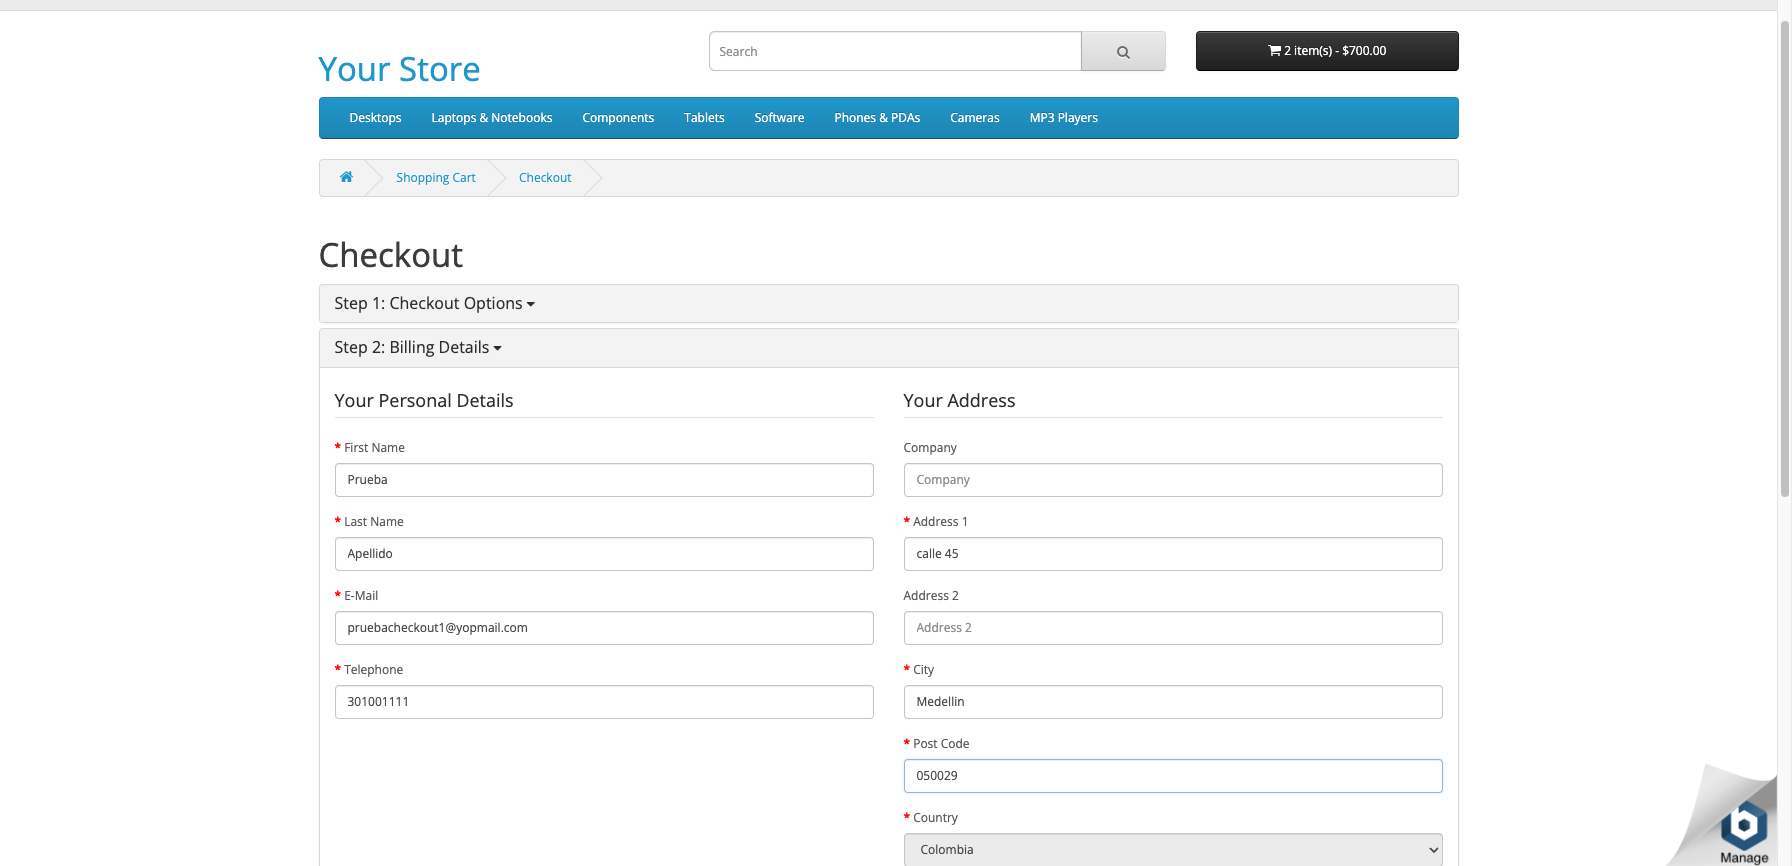 Your Store
Search
2 item(s) - $700.00
Desktops Laptops & Notebooks Components Tablets Software Phones & PDAs Cameras MP3 Players
Shopping Cart Checkout
Checkout
Step 1: Checkout Options
Step 2: Billing Details
Your Personal Details
* First Name
Prueba
* Last Name
Apellido
* E-Mail
pruebacheckout1@yopmail.com
* Telephone
301001111
Your Address
Company
Company
* Address 1
calle 45
Address 2
Address 2
* City
Medellin
* Post Code
050029
* Country
Colombia
b
Manage